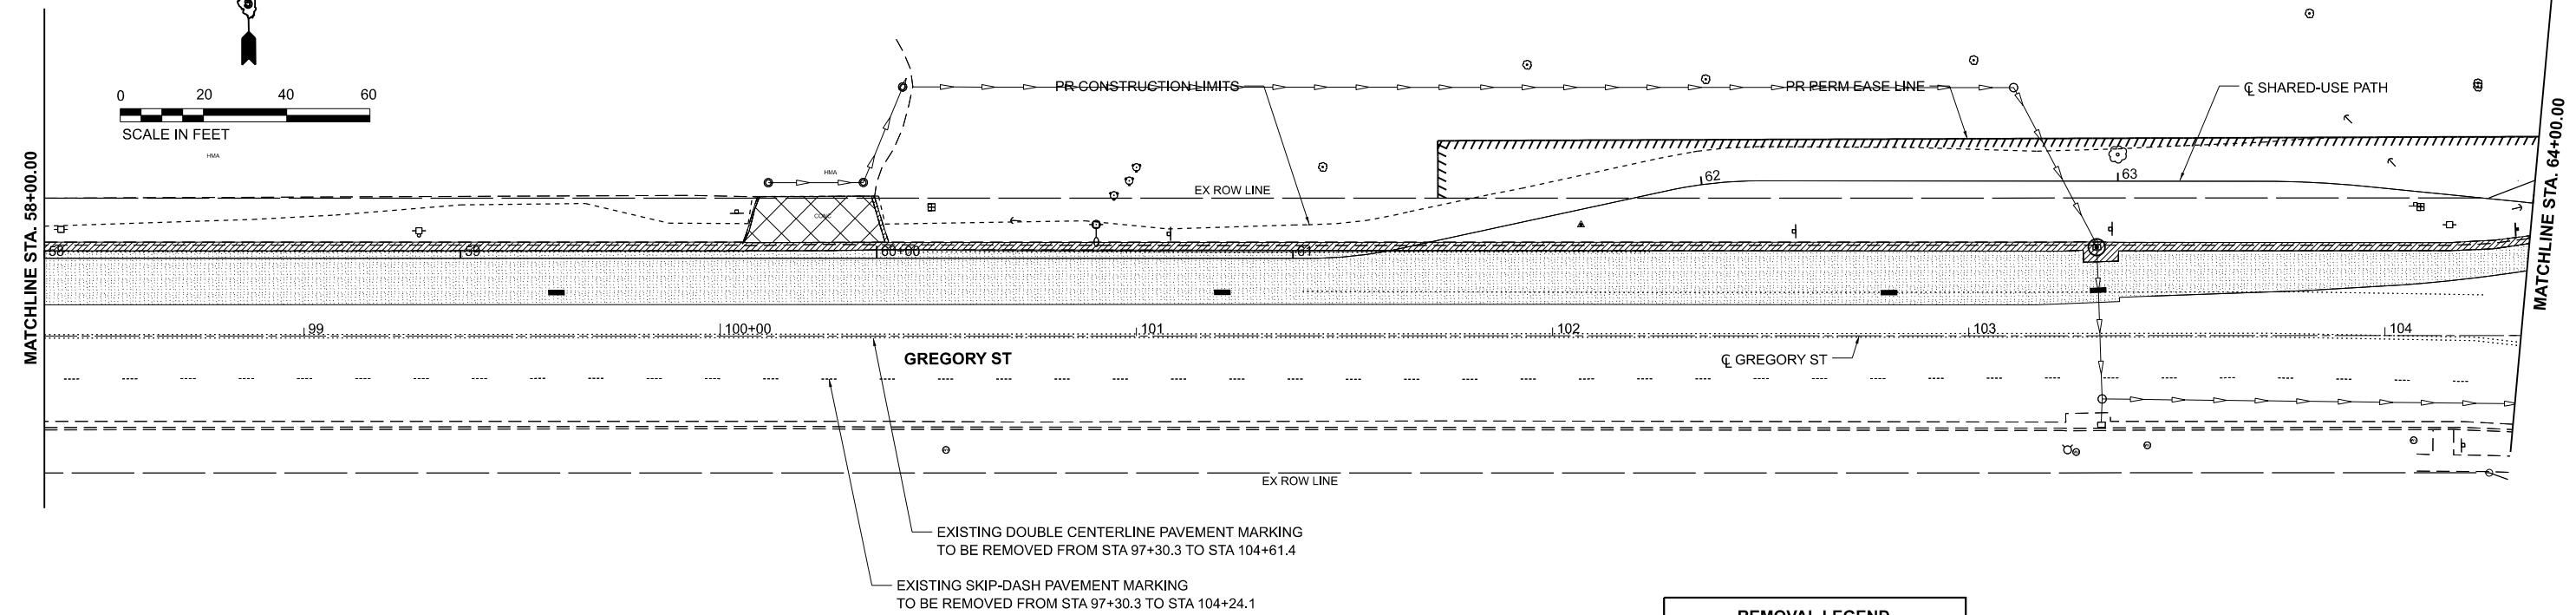 0 20 40 60
SCALE IN FEET
HMA
MATCHLINE STA. 58+00.00
HMA
CONC
PR CONSTRUCTION LIMITS
PR PERM EASE LINE
℄ SHARED-USE PATH
EX ROW LINE
MATCHLINE STA. 64+00.00
62
63
58
59
60+00
61
99
100+00
101
102
103
104
GREGORY ST
℄ GREGORY ST
EX ROW LINE
EXISTING DOUBLE CENTERLINE PAVEMENT MARKING
TO BE REMOVED FROM STA 97+30.3 TO STA 104+61.4
EXISTING SKIP-DASH PAVEMENT MARKING
TO BE REMOVED FROM STA 97+30.3 TO STA 104+24.1
REMOVAL LEGEND